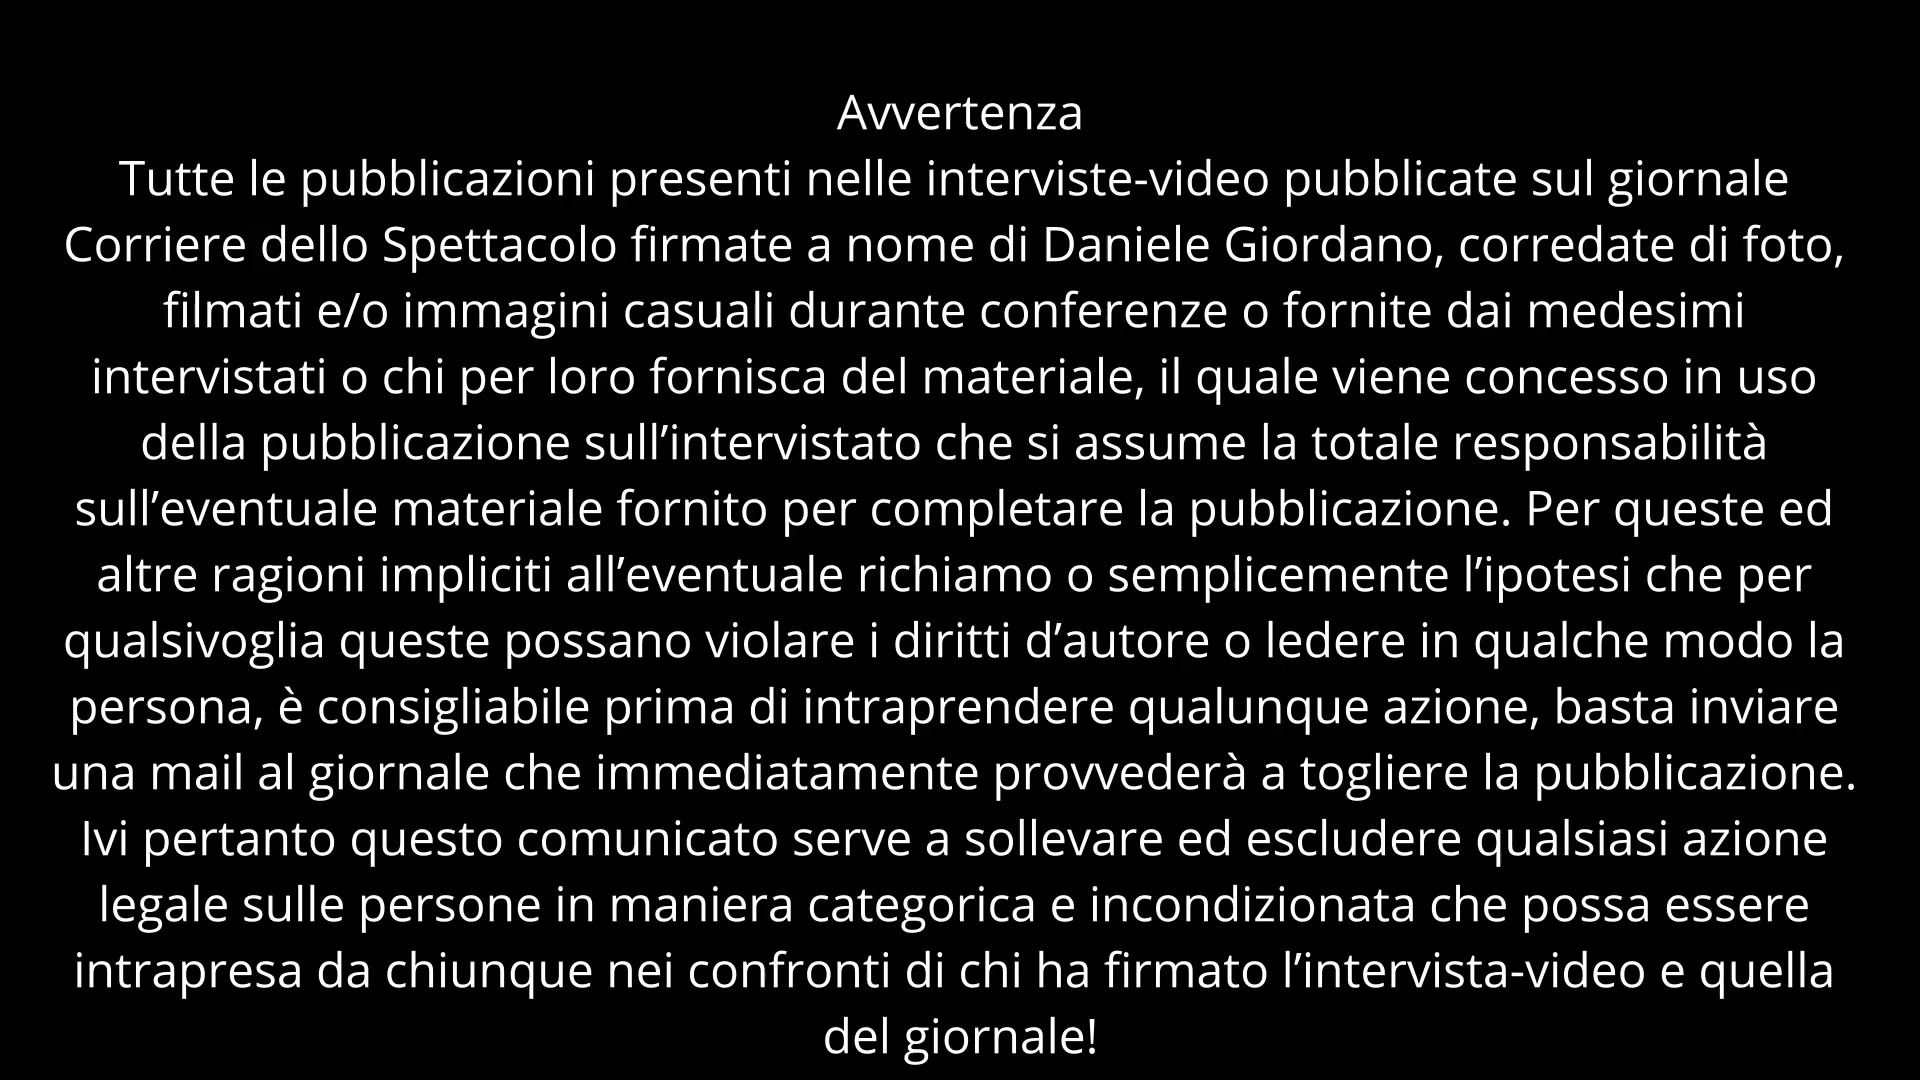 Avvertenza
Tutte le pubblicazioni presenti nelle interviste-video pubblicate sul giornale
Corriere dello Spettacolo firmate a nome di Daniele Giordano, corredate di foto,
filmati e/o immagini casuali durante conferenze o fornite dai medesimi
intervistati o chi per loro fornisca del materiale, il quale viene concesso in uso
della pubblicazione sull’intervistato che si assume la totale responsabilità
sull’eventuale materiale fornito per completare la pubblicazione. Per queste ed
altre ragioni impliciti all’eventuale richiamo o semplicemente l’ipotesi che per
qualsivoglia queste possano violare i diritti d’autore o ledere in qualche modo la
persona, è consigliabile prima di intraprendere qualunque azione, basta inviare
una mail al giornale che immediatamente provvederà a togliere la pubblicazione.
Ivi pertanto questo comunicato serve a sollevare ed escludere qualsiasi azione
legale sulle persone in maniera categorica e incondizionata che possa essere
intrapresa da chiunque nei confronti di chi ha firmato l’intervista-video e quella
del giornale!